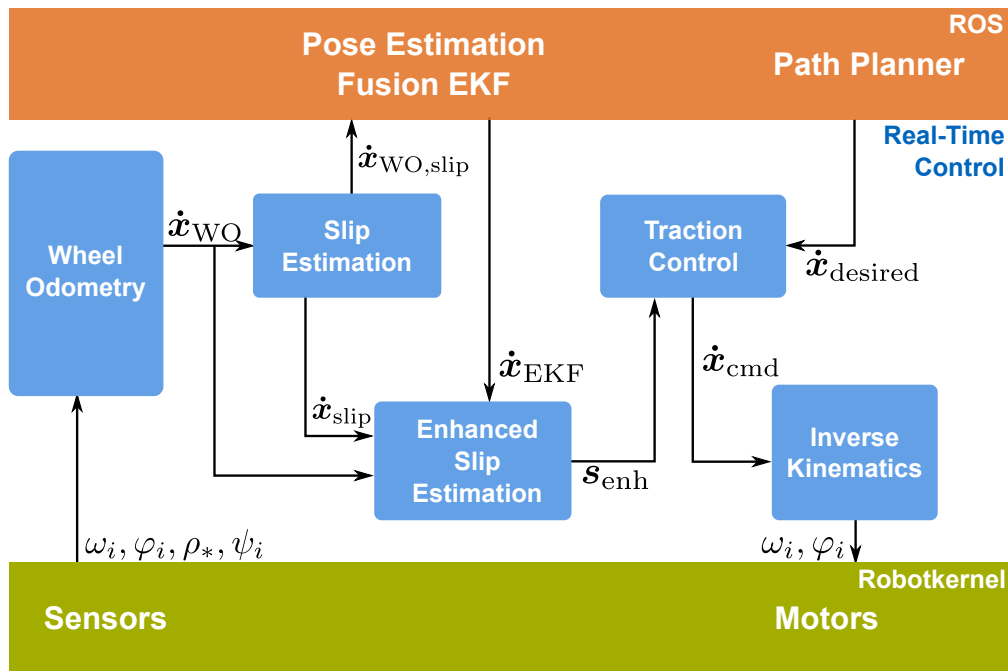 ROS
Pose Estimation
Fusion EKF
Path Planner
Real-Time
Control
ẋ_WO,slip
ẋ_WO
Slip
Estimation
Traction
Control
Wheel
Odometry
ẋ_desired
ẋ_EKF
ẋ_cmd
ẋ_slip
Enhanced
Slip
Estimation
s_enh
Inverse
Kinematics
ω_i, φ_i, ρ_*, ψ_i
ω_i, φ_i
Robotkernel
Sensors
Motors